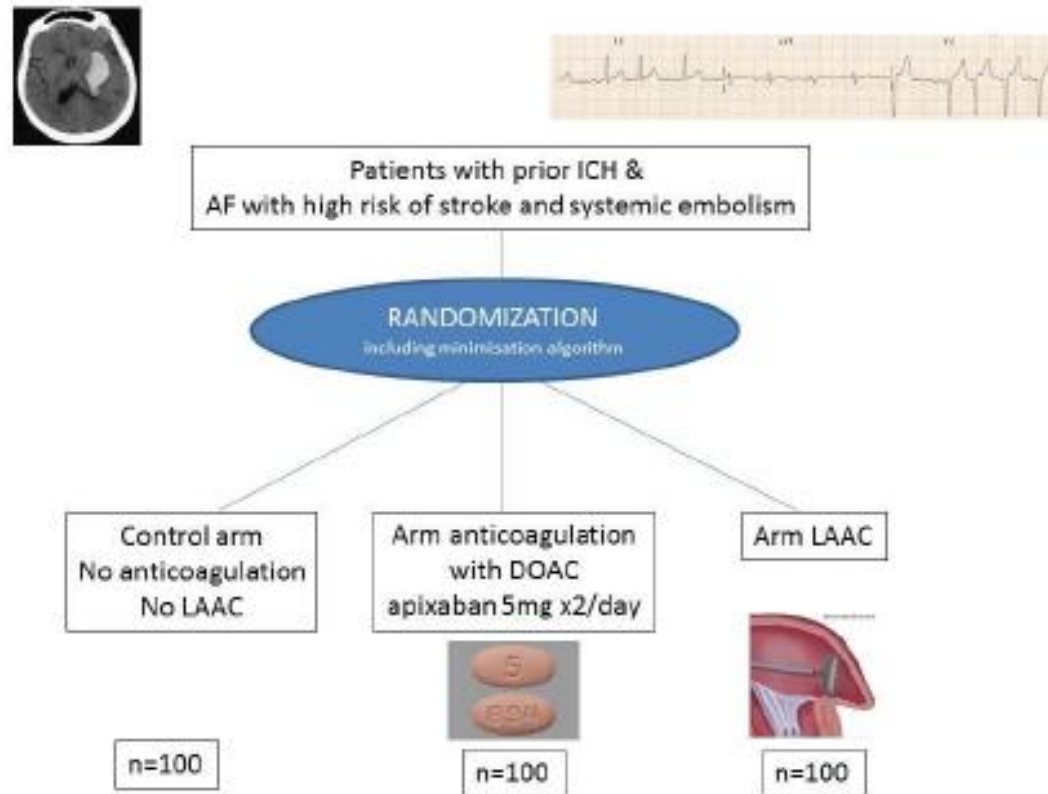 Patients with prior ICH &
AF with high risk of stroke and systemic embolism
RANDOMIZATION
including minimisation algorithm
Control arm
No anticoagulation
No LAAC
Arm anticoagulation
with DOAC
apixaban 5mg x2/day
Arm LAAC
5
n=100
n=100
n=100